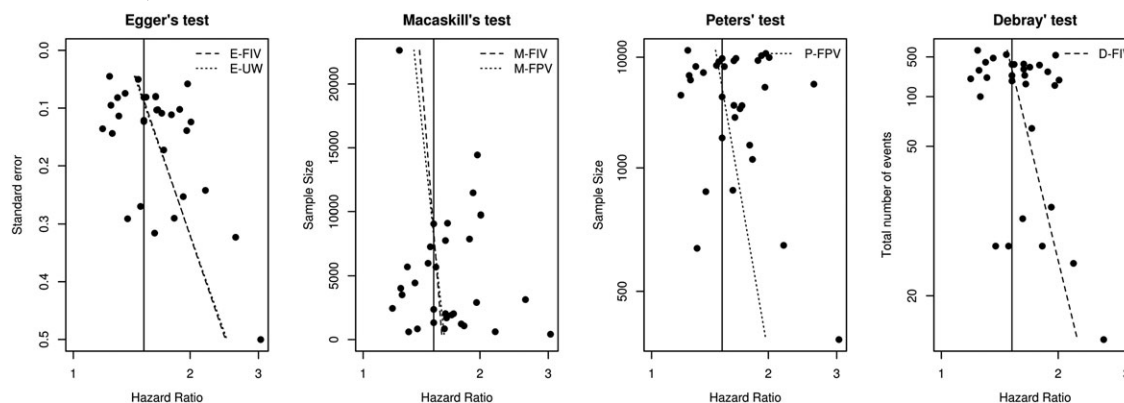 Egger's test
E-FIV
E-UW
0.0
0.1
0.2
0.3
0.4
0.5
Standard error
1
2
3
Hazard Ratio
Macaskill's test
M-FIV
M-FPV
20000
15000
10000
5000
0
Sample Size
1
2
3
Hazard Ratio
Peters' test
P-FPV
10000
1000
500
Sample Size
1
2
3
Hazard Ratio
Debray' test
D-FIV
500
100
50
20
Total number of events
1
2
3
Hazard Ratio